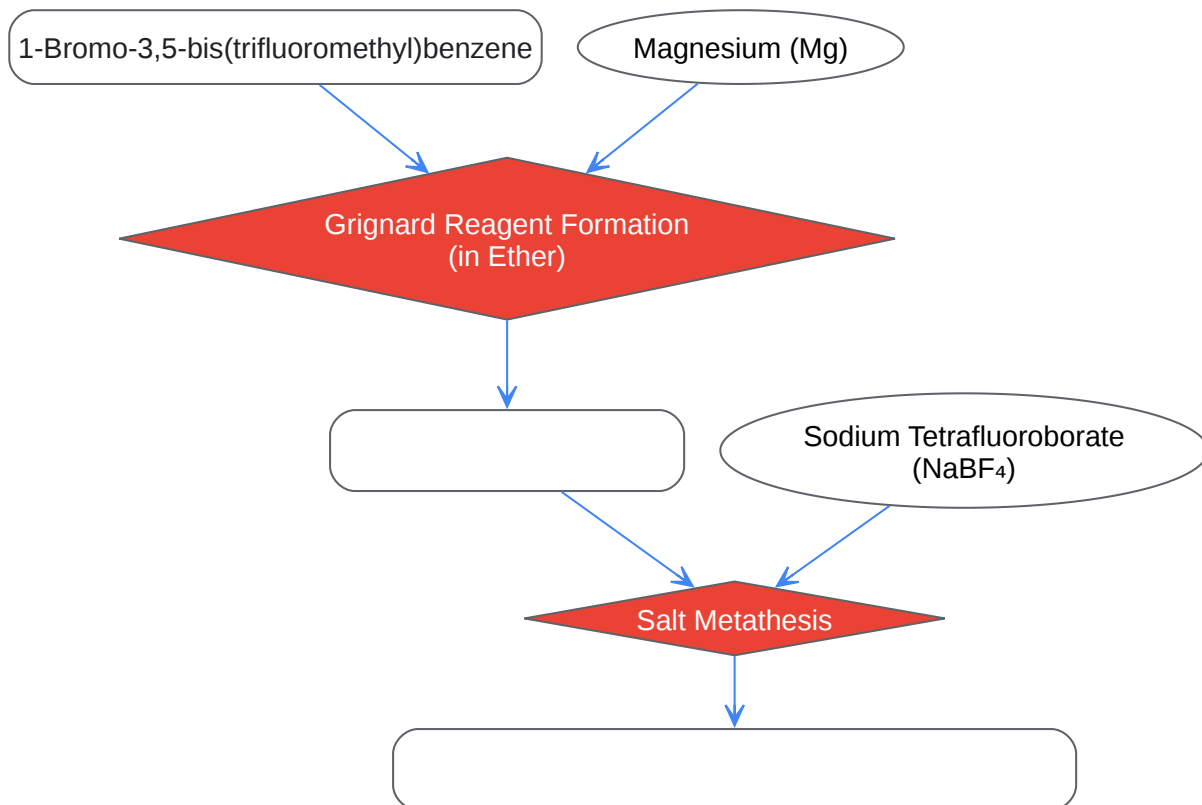 1-Bromo-3,5-bis(trifluoromethyl)benzene
Magnesium (Mg)
Grignard Reagent Formation
(in Ether)
Sodium Tetrafluoroborate
(NaBF₄)
Salt Metathesis